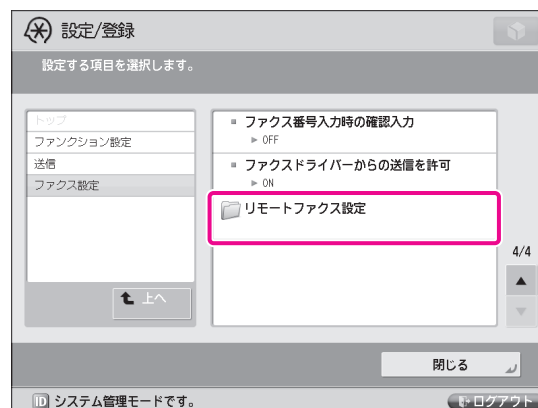 設定/登録
設定する項目を選択します。
トップ
ファンクション設定
送信
ファクス設定
上へ
ファクス番号入力時の確認入力
► OFF
ファクスドライバーからの送信を許可
► ON
リモートファクス設定
4/4
閉じる
ID システム管理モードです。
ログアウト